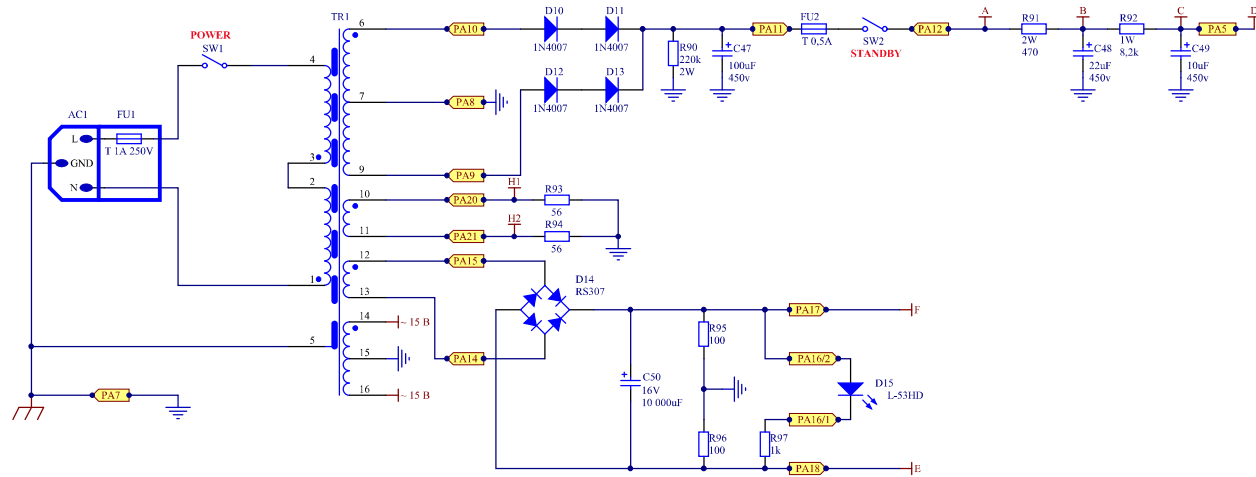 TR1
POWER
SW1
AC1
FU1
L
T 1A 250V
GND
N
PA7
4
3
2
1
5
6
7
9
10
11
12
13
14
15
16
PA10
D10
1N4007
D11
1N4007
PA8
D12
1N4007
D13
1N4007
PA9
R90
220k
2W
C47
100uF
450v
+
PA11
FU2
T 0,5A
SW2
STANDBY
PA12
A
R91
2W
470
B
C48
22uF
450v
+
R92
1W
8,2k
C
C49
10uF
450v
+
PA5
D
PA20
H1
R93
56
PA21
H2
R94
56
PA15
D14
RS307
PA14
~ 15 В
~ 15 В
C50
16V
10 000uF
+
R95
100
R96
100
R97
1k
PA17
F
PA16/2
D15
L-53HD
PA16/1
PA18
E